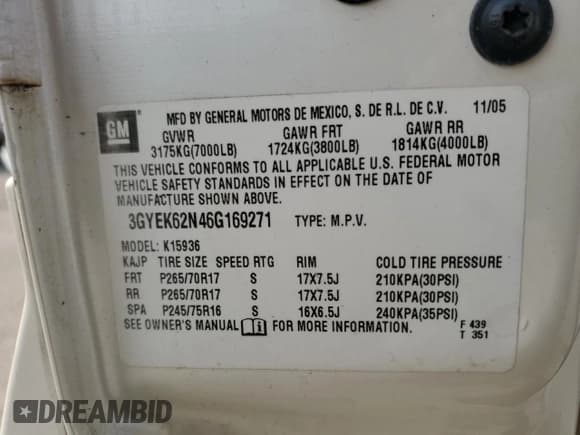 GM
MFD BY GENERAL MOTORS DE MEXICO, S. DE R.L. DE C.V. 11/05
GVWR GAWR FRT GAWR RR
3175KG(7000LB) 1724KG(3800LB) 1814KG(4000LB)
THIS VEHICLE CONFORMS TO ALL APPLICABLE U.S. FEDERAL MOTOR
VEHICLE SAFETY STANDARDS IN EFFECT ON THE DATE OF
MANUFACTURE SHOWN ABOVE.
3GYEK62N46G169271 TYPE: M.P.V.
MODEL: K15936
KAJP TIRE SIZE SPEED RTG RIM COLD TIRE PRESSURE
FRT P265/70R17 S 17X7.5J 210KPA(30PSI)
RR P265/70R17 S 17X7.5J 210KPA(30PSI)
SPA P245/75R16 S 16X6.5J 240KPA(35PSI)
SEE OWNER'S MANUAL i FOR MORE INFORMATION.
F 439
T 351
DREAMBID